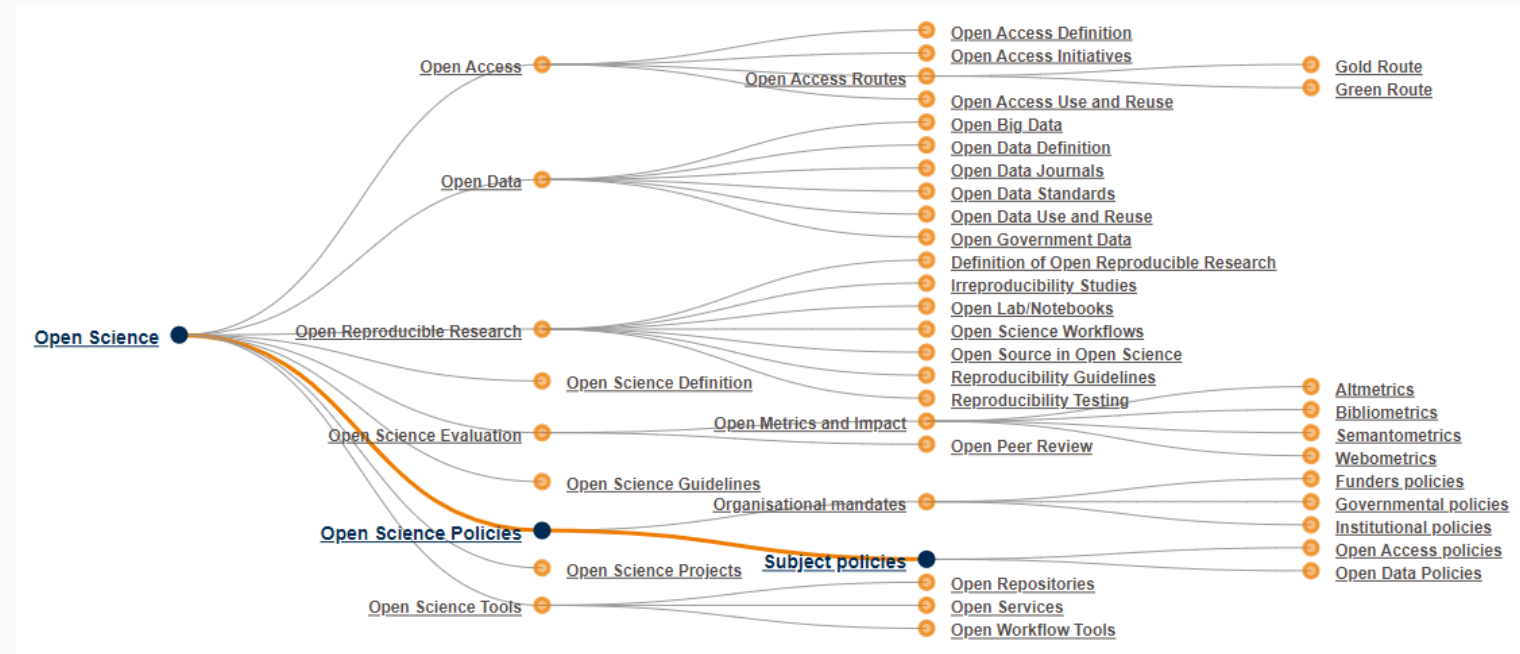 Open Science
Open Access
Open Access Definition
Open Access Initiatives
Open Access Routes
Gold Route
Green Route
Open Access Use and Reuse
Open Data
Open Big Data
Open Data Definition
Open Data Journals
Open Data Standards
Open Data Use and Reuse
Open Government Data
Open Reproducible Research
Definition of Open Reproducible Research
Irreproducibility Studies
Open Lab/Notebooks
Open Science Workflows
Open Source in Open Science
Reproducibility Guidelines
Reproducibility Testing
Open Science Definition
Open Science Evaluation
Open Metrics and Impact
Altmetrics
Bibliometrics
Semantometrics
Webometrics
Open Peer Review
Open Science Guidelines
Open Science Policies
Organisational mandates
Funders policies
Governmental policies
Institutional policies
Subject policies
Open Access policies
Open Data Policies
Open Science Projects
Open Science Tools
Open Repositories
Open Services
Open Workflow Tools